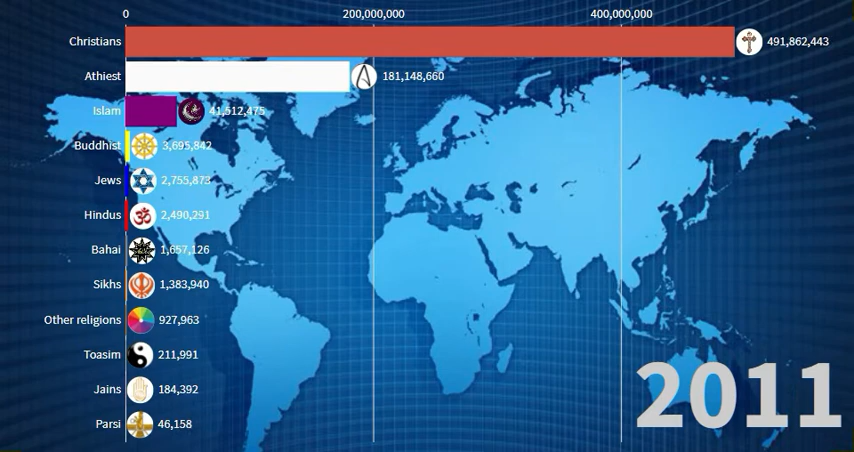 0 200,000,000 400,000,000
Christians 491,862,443
Athiest 181,148,660
Islam 41,512,475
Buddhist 3,695,842
Jews 2,755,873
Hindus 2,490,291
Bahai 1,657,126
Sikhs 1,383,940
Other religions 927,963
Toasim 211,991
Jains 184,392
Parsi 46,158
2011